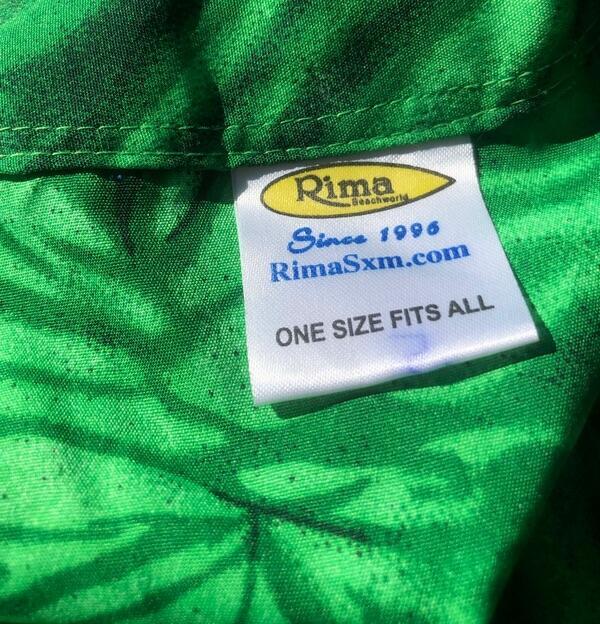 Rima
Beachworld
Since 1996
RimaSxm.com
ONE SIZE FITS ALL